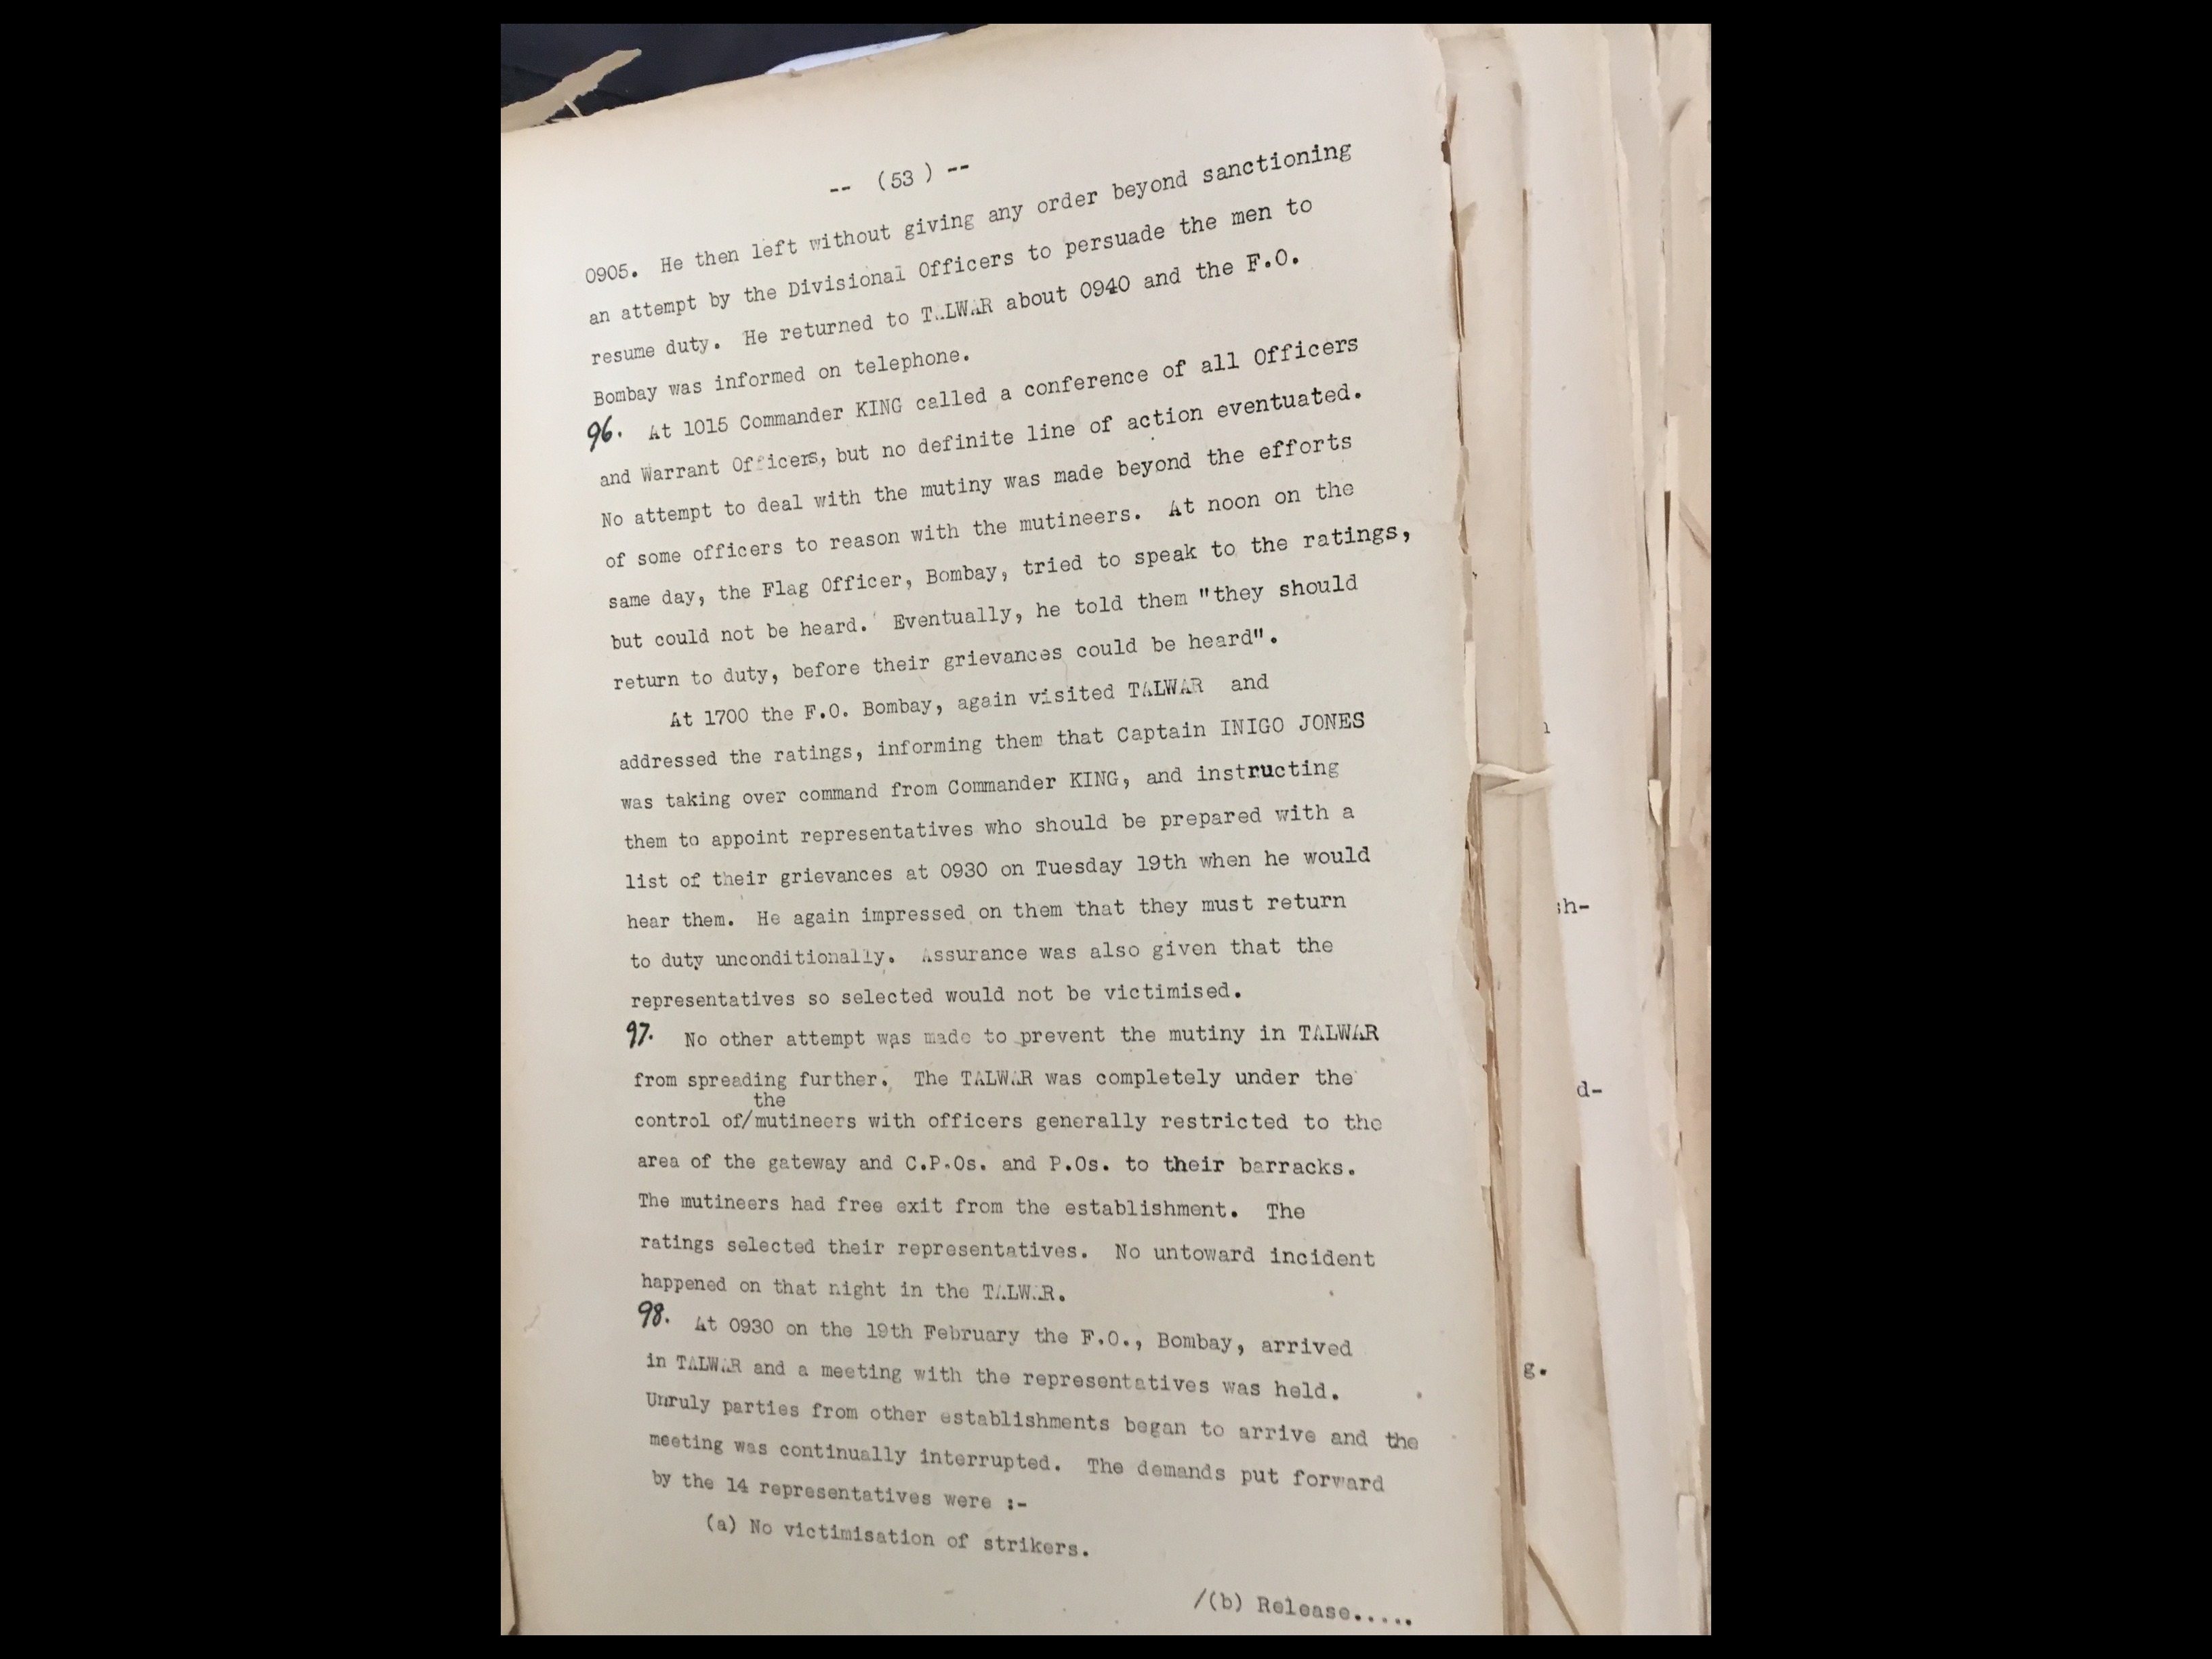 -- (53) --
0905. He then left without giving any order beyond sanctioning
an attempt by the Divisional Officers to persuade the men to
resume duty. He returned to TALWAR about 0940 and the F.O.
Bombay was informed on telephone.
96. At 1015 Commander KING called a conference of all Officers
and Warrant Officers, but no definite line of action eventuated.
No attempt to deal with the mutiny was made beyond the efforts
of some officers to reason with the mutineers. At noon on the
same day, the Flag Officer, Bombay, tried to speak to the ratings,
but could not be heard. Eventually, he told them "they should
return to duty, before their grievances could be heard".
At 1700 the F.O. Bombay, again visited TALWAR and
addressed the ratings, informing them that Captain INIGO JONES
was taking over command from Commander KING, and instructing
them to appoint representatives who should be prepared with a
list of their grievances at 0930 on Tuesday 19th when he would
hear them. He again impressed on them that they must return
to duty unconditionally. Assurance was also given that the
representatives so selected would not be victimised.
97. No other attempt was made to prevent the mutiny in TALWAR
from spreading further. The TALWAR was completely under the
the
control of/mutineers with officers generally restricted to the
area of the gateway and C.P.Os. and P.Os. to their barracks.
The mutineers had free exit from the establishment. The
ratings selected their representatives. No untoward incident
happened on that night in the TALWAR.
98. At 0930 on the 19th February the F.O., Bombay, arrived
in TALWAR and a meeting with the representatives was held.
Unruly parties from other establishments began to arrive and the
meeting was continually interrupted. The demands put forward
by the 14 representatives were :-
(a) No victimisation of strikers.
/(b) Release.....
h-
d-
g.